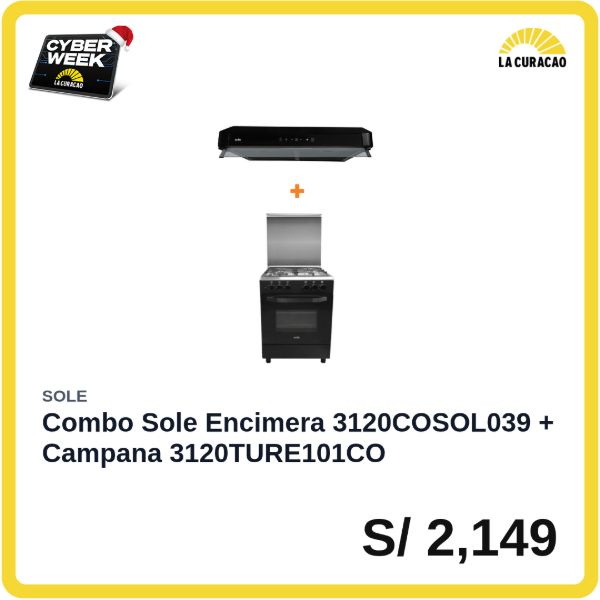 CYBER
WEEK
LA CURACAO
LA CURACAO
SOLE
Combo Sole Encimera 3120COSOL039 +
Campana 3120TURE101CO
S/ 2,149